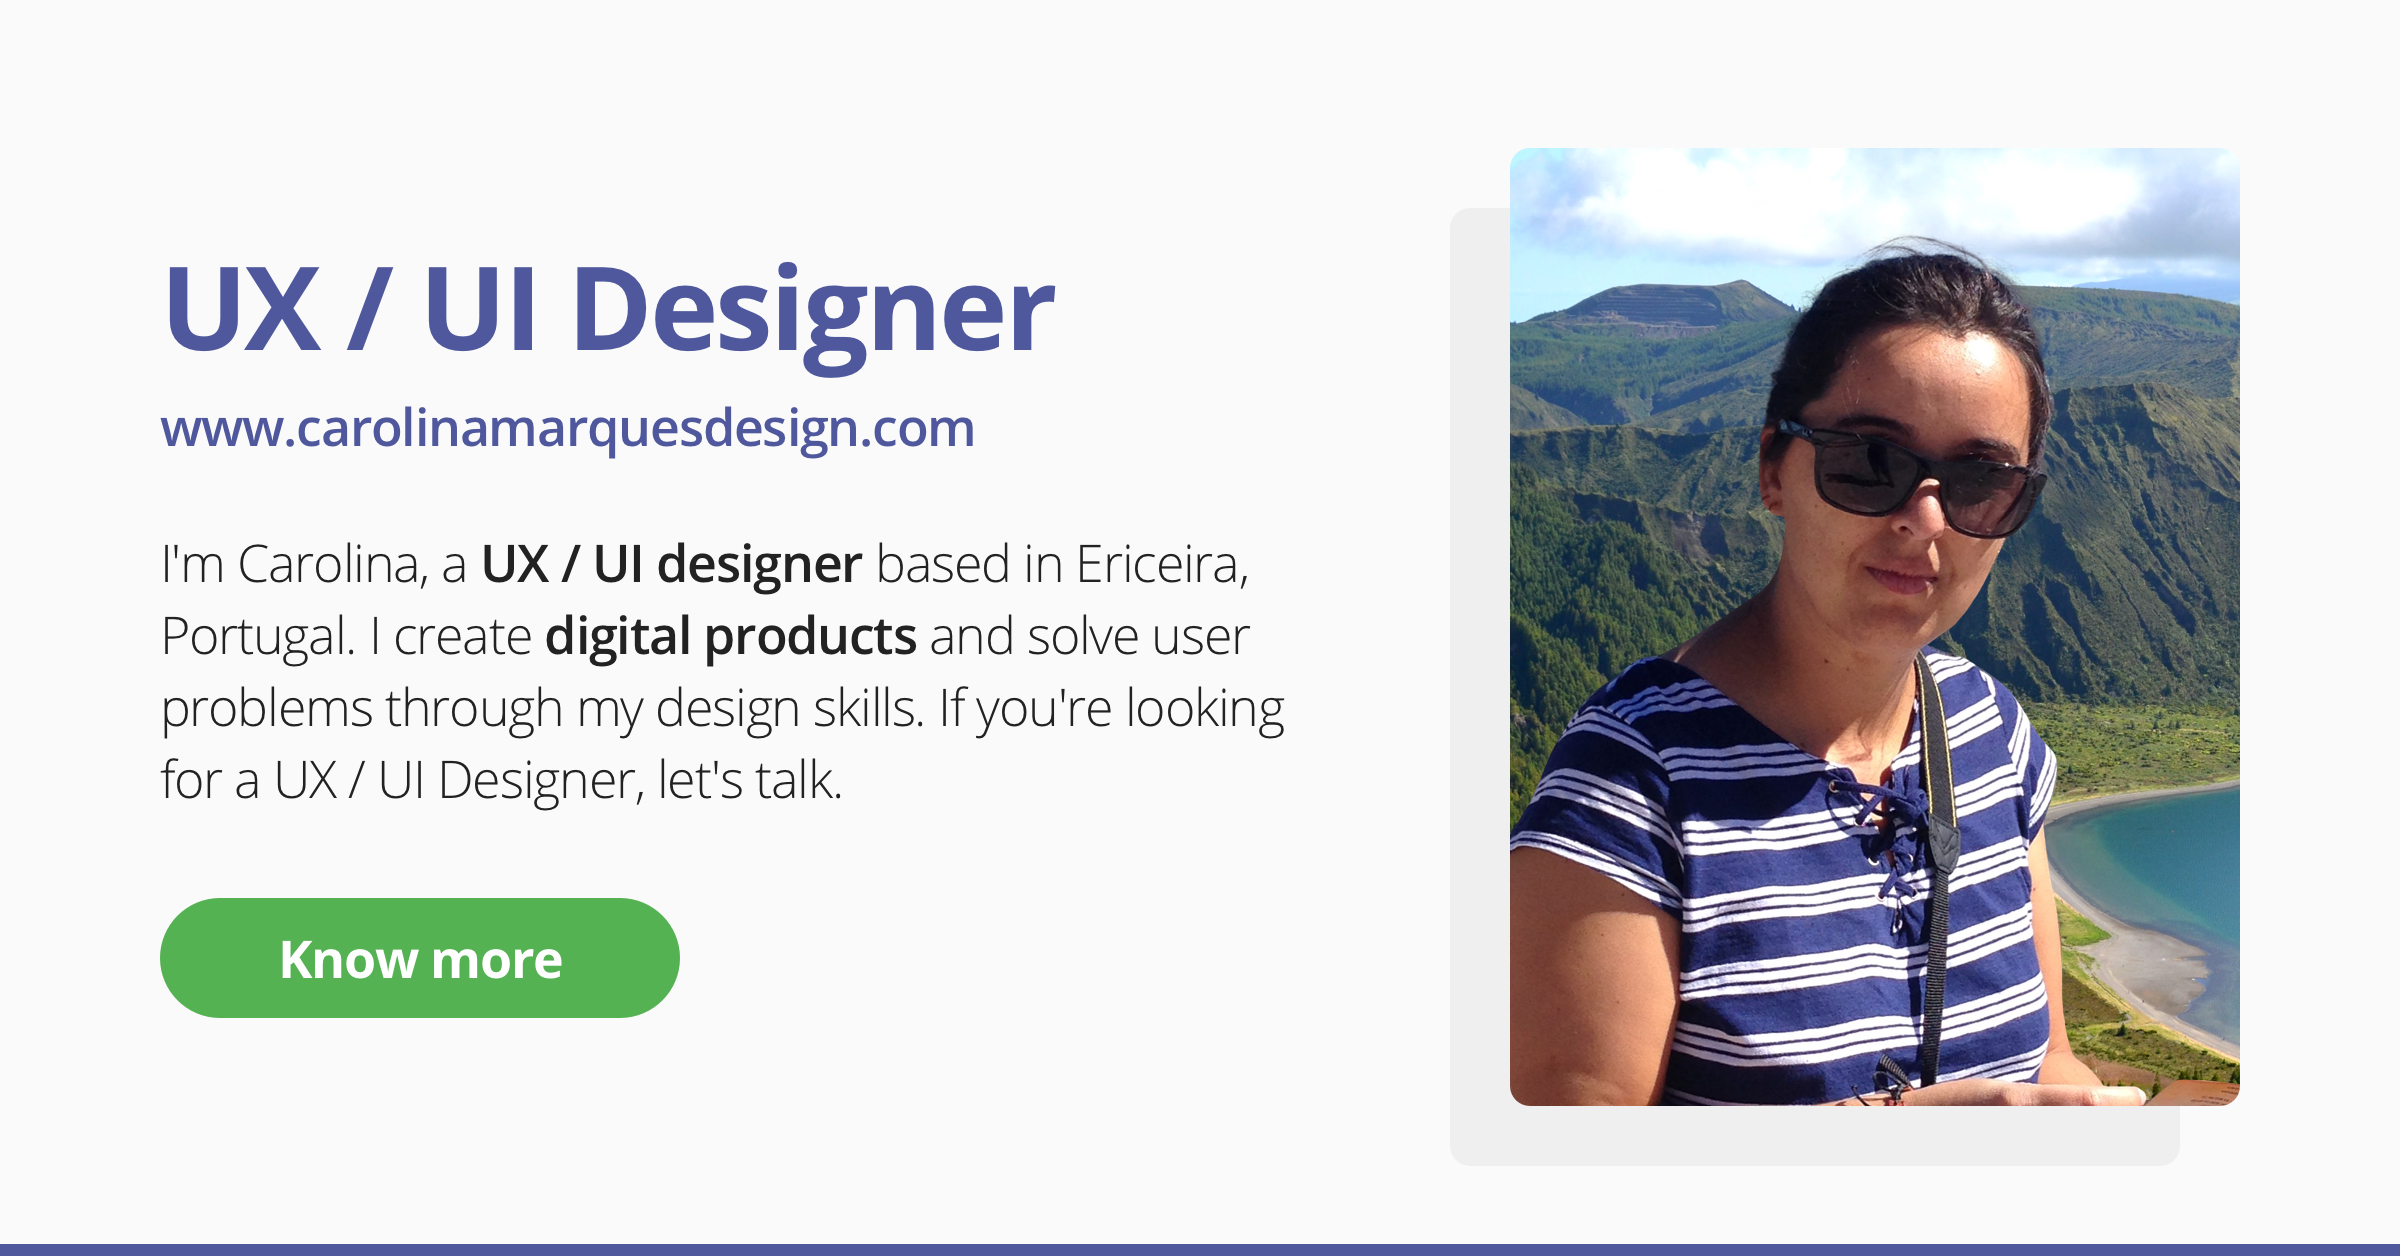 UX / UI Designer
www.carolinamarquesdesign.com
I'm Carolina, a UX / UI designer based in Ericeira,
Portugal. I create digital products and solve user
problems through my design skills. If you're looking
for a UX / UI Designer, let's talk.
Know more